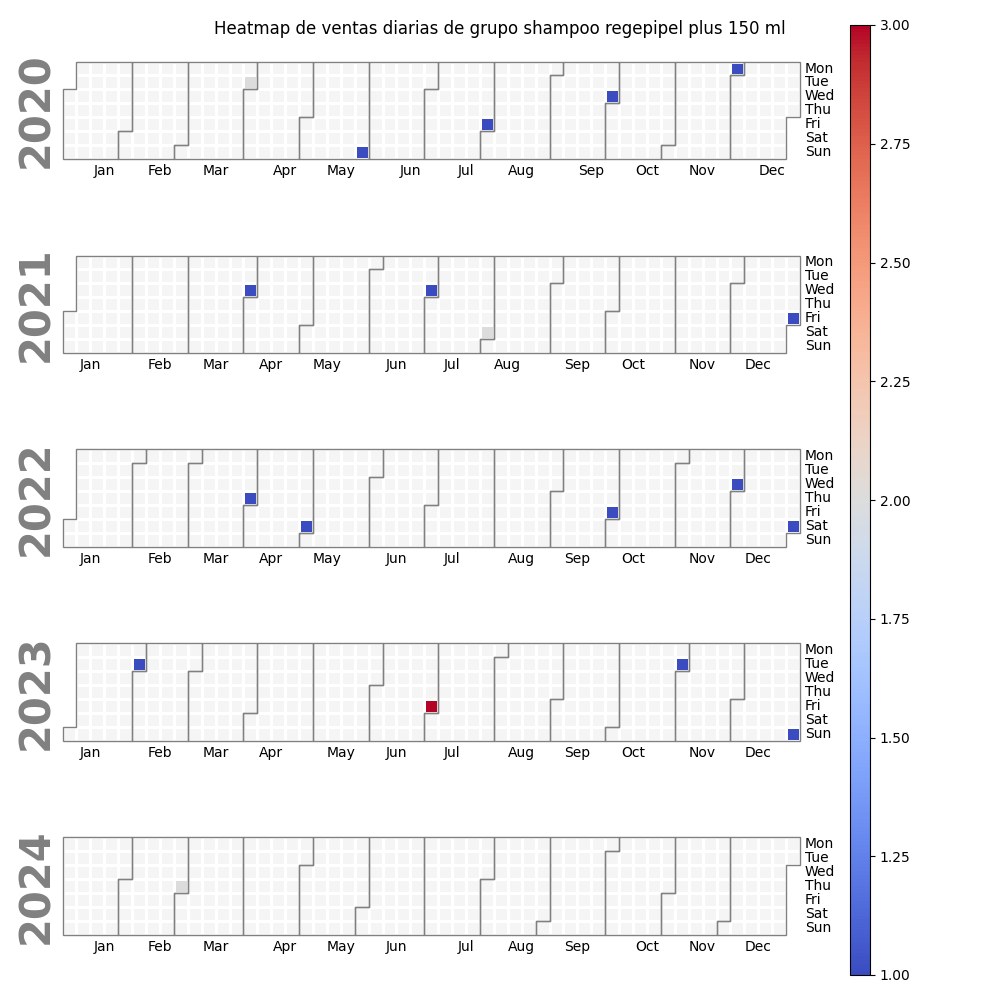 Heatmap de ventas diarias de grupo shampoo regepipel plus 150 ml
2020
Mon
Tue
Wed
Thu
Fri
Sat
Sun
Jan Feb Mar Apr May Jun Jul Aug Sep Oct Nov Dec
2021
Mon
Tue
Wed
Thu
Fri
Sat
Sun
Jan Feb Mar Apr May Jun Jul Aug Sep Oct Nov Dec
2022
Mon
Tue
Wed
Thu
Fri
Sat
Sun
Jan Feb Mar Apr May Jun Jul Aug Sep Oct Nov Dec
2023
Mon
Tue
Wed
Thu
Fri
Sat
Sun
Jan Feb Mar Apr May Jun Jul Aug Sep Oct Nov Dec
2024
Mon
Tue
Wed
Thu
Fri
Sat
Sun
Jan Feb Mar Apr May Jun Jul Aug Sep Oct Nov Dec
3.00
2.75
2.50
2.25
2.00
1.75
1.50
1.25
1.00